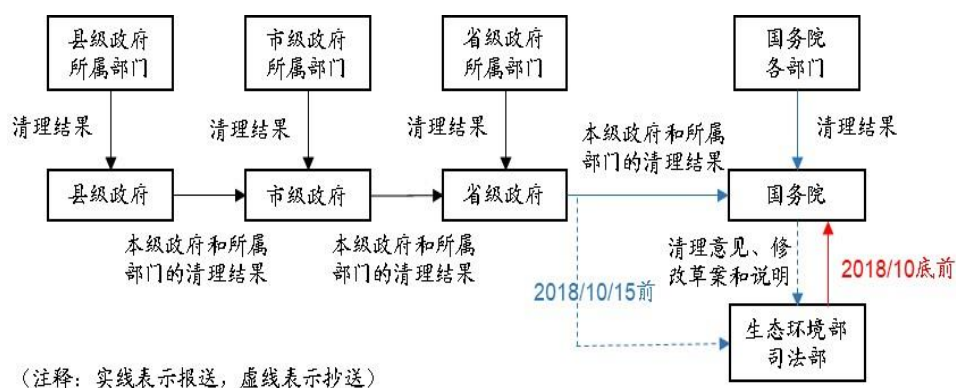 县级政府
所属部门
市级政府
所属部门
省级政府
所属部门
国务院
各部门
清理结果
清理结果
清理结果
本级政府和所属
部门的清理结果
清理结果
县级政府
市级政府
省级政府
国务院
本级政府和所属
部门的清理结果
本级政府和所属
部门的清理结果
清理意见、修
改草案和说明
2018/10底前
2018/10/15前
生态环境部
司法部
（注释：实线表示报送，虚线表示抄送）